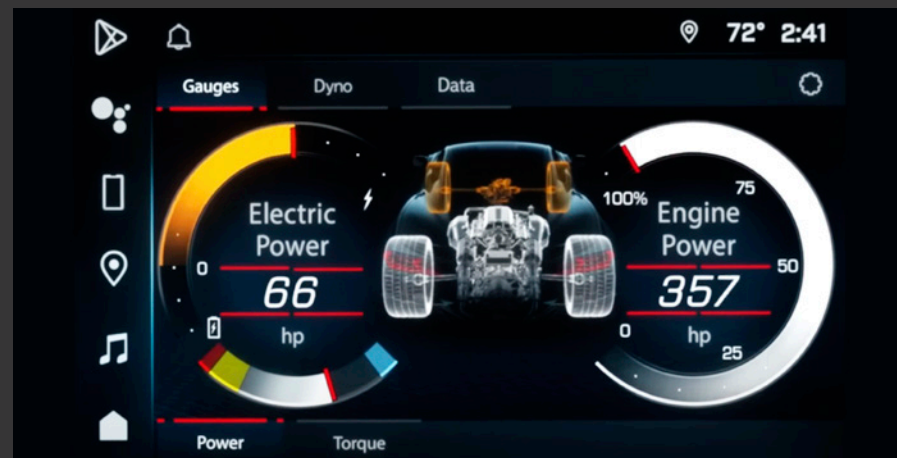 72° 2:41
Gauges Dyno Data
Electric
Power
66
hp
0
100%
75
Engine
Power
50
357
hp
0
25
Power Torque